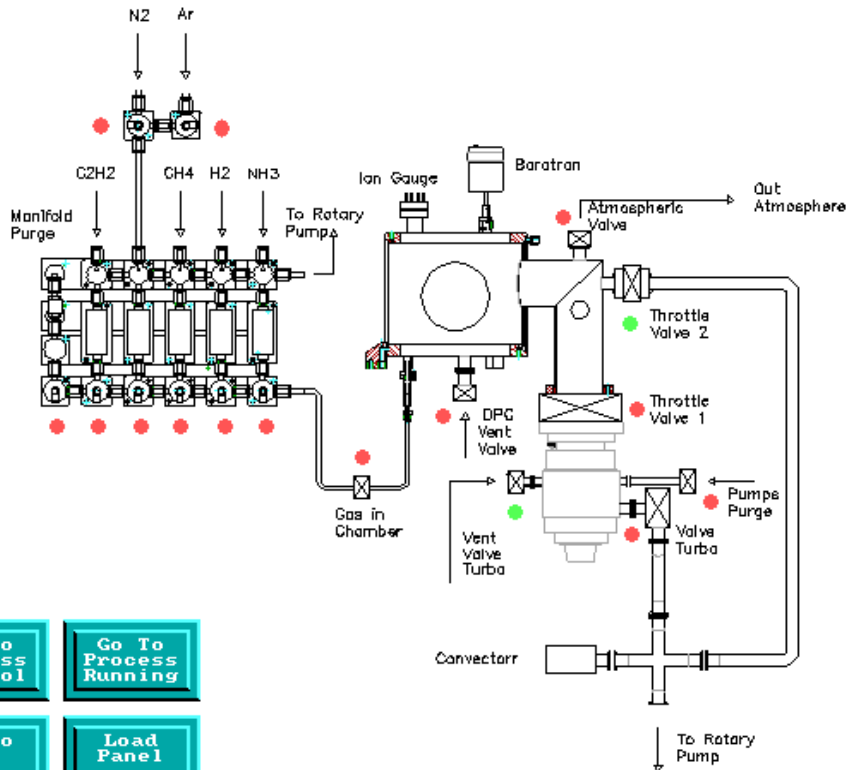 N2 Ar
C2H2 CH4 H2 NH3
Manifold
Purge
To Rotary
Pump
Ion Gauge
Baratran
Atmospheric
Valve
Out
Atmosphere
Throttle
Valve 2
Throttle
Valve 1
DPC
Vent
Valve
Gas in
Chamber
Vent
Valve
Turbo
Pumps
Purge
Valve
Turbo
Convectorr
To Rotary
Pump
Go To
Process
Running
Load
Panel